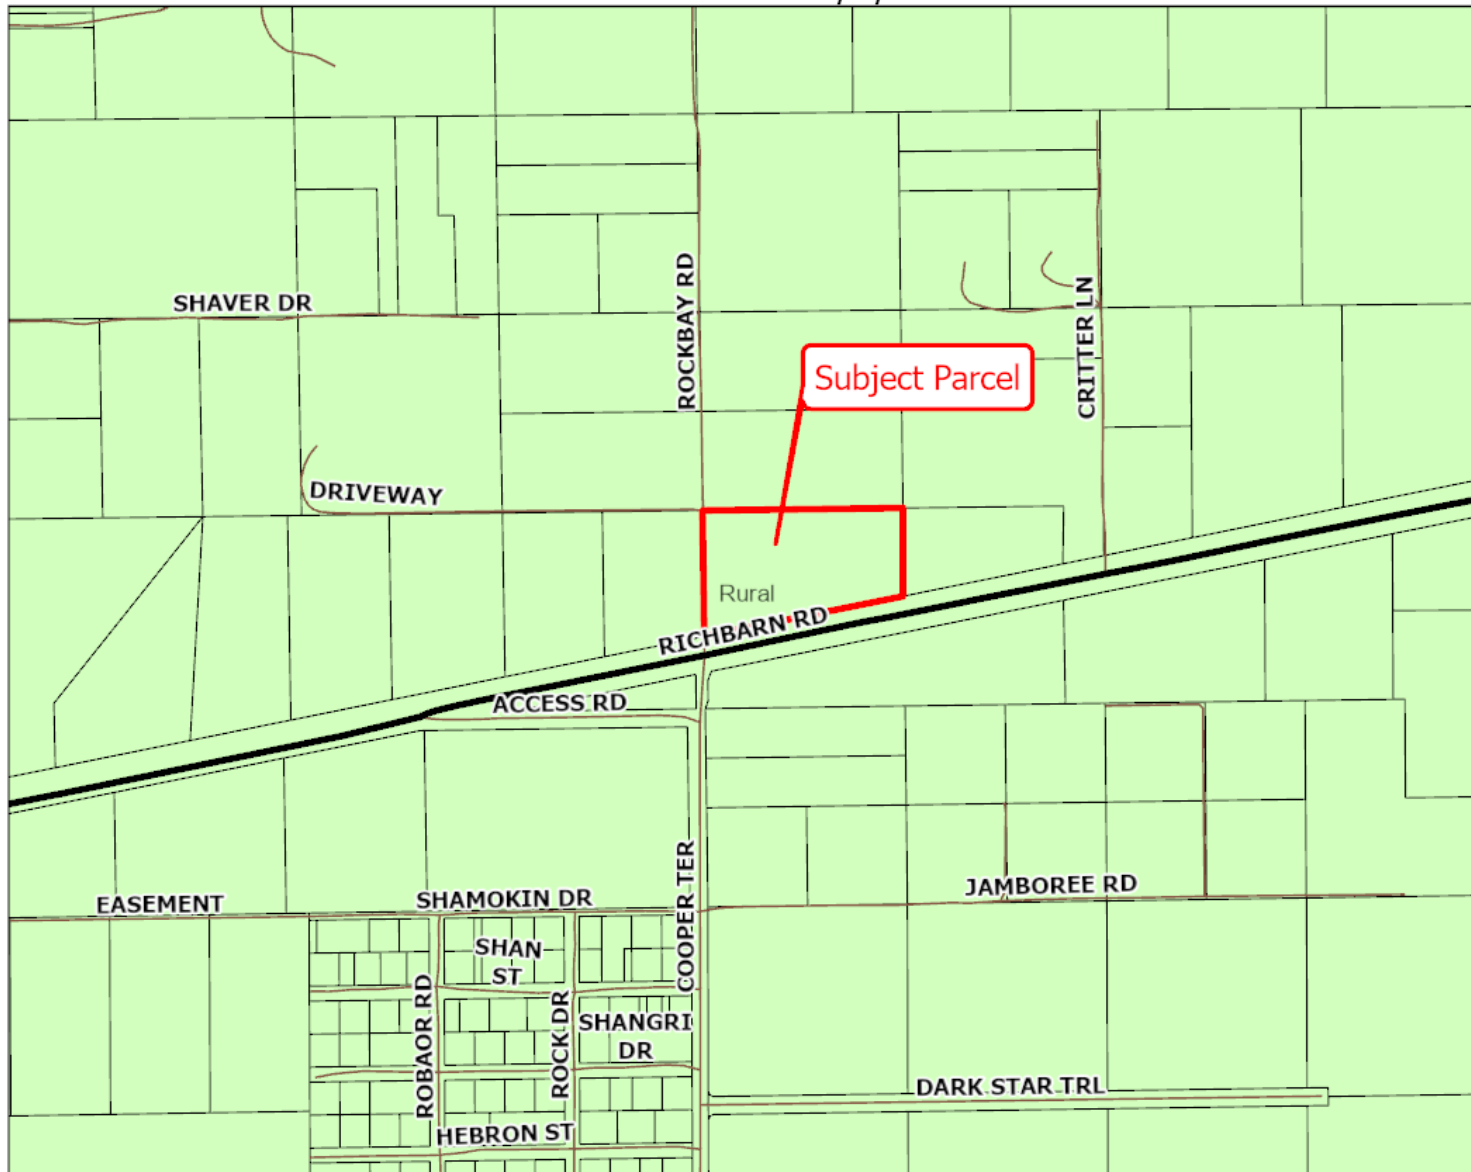 SHAVER DR
ROCKBAY RD
CRITTER LN
Subject Parcel
DRIVEWAY
Rural
RICHBARN RD
ACCESS RD
COOPER TER
JAMBOREE RD
EASEMENT
SHAMOKIN DR
SHAN
ST
ROBAOR RD
ROCK DR
SHANGRI
DR
DARK STAR TRL
HEBRON ST